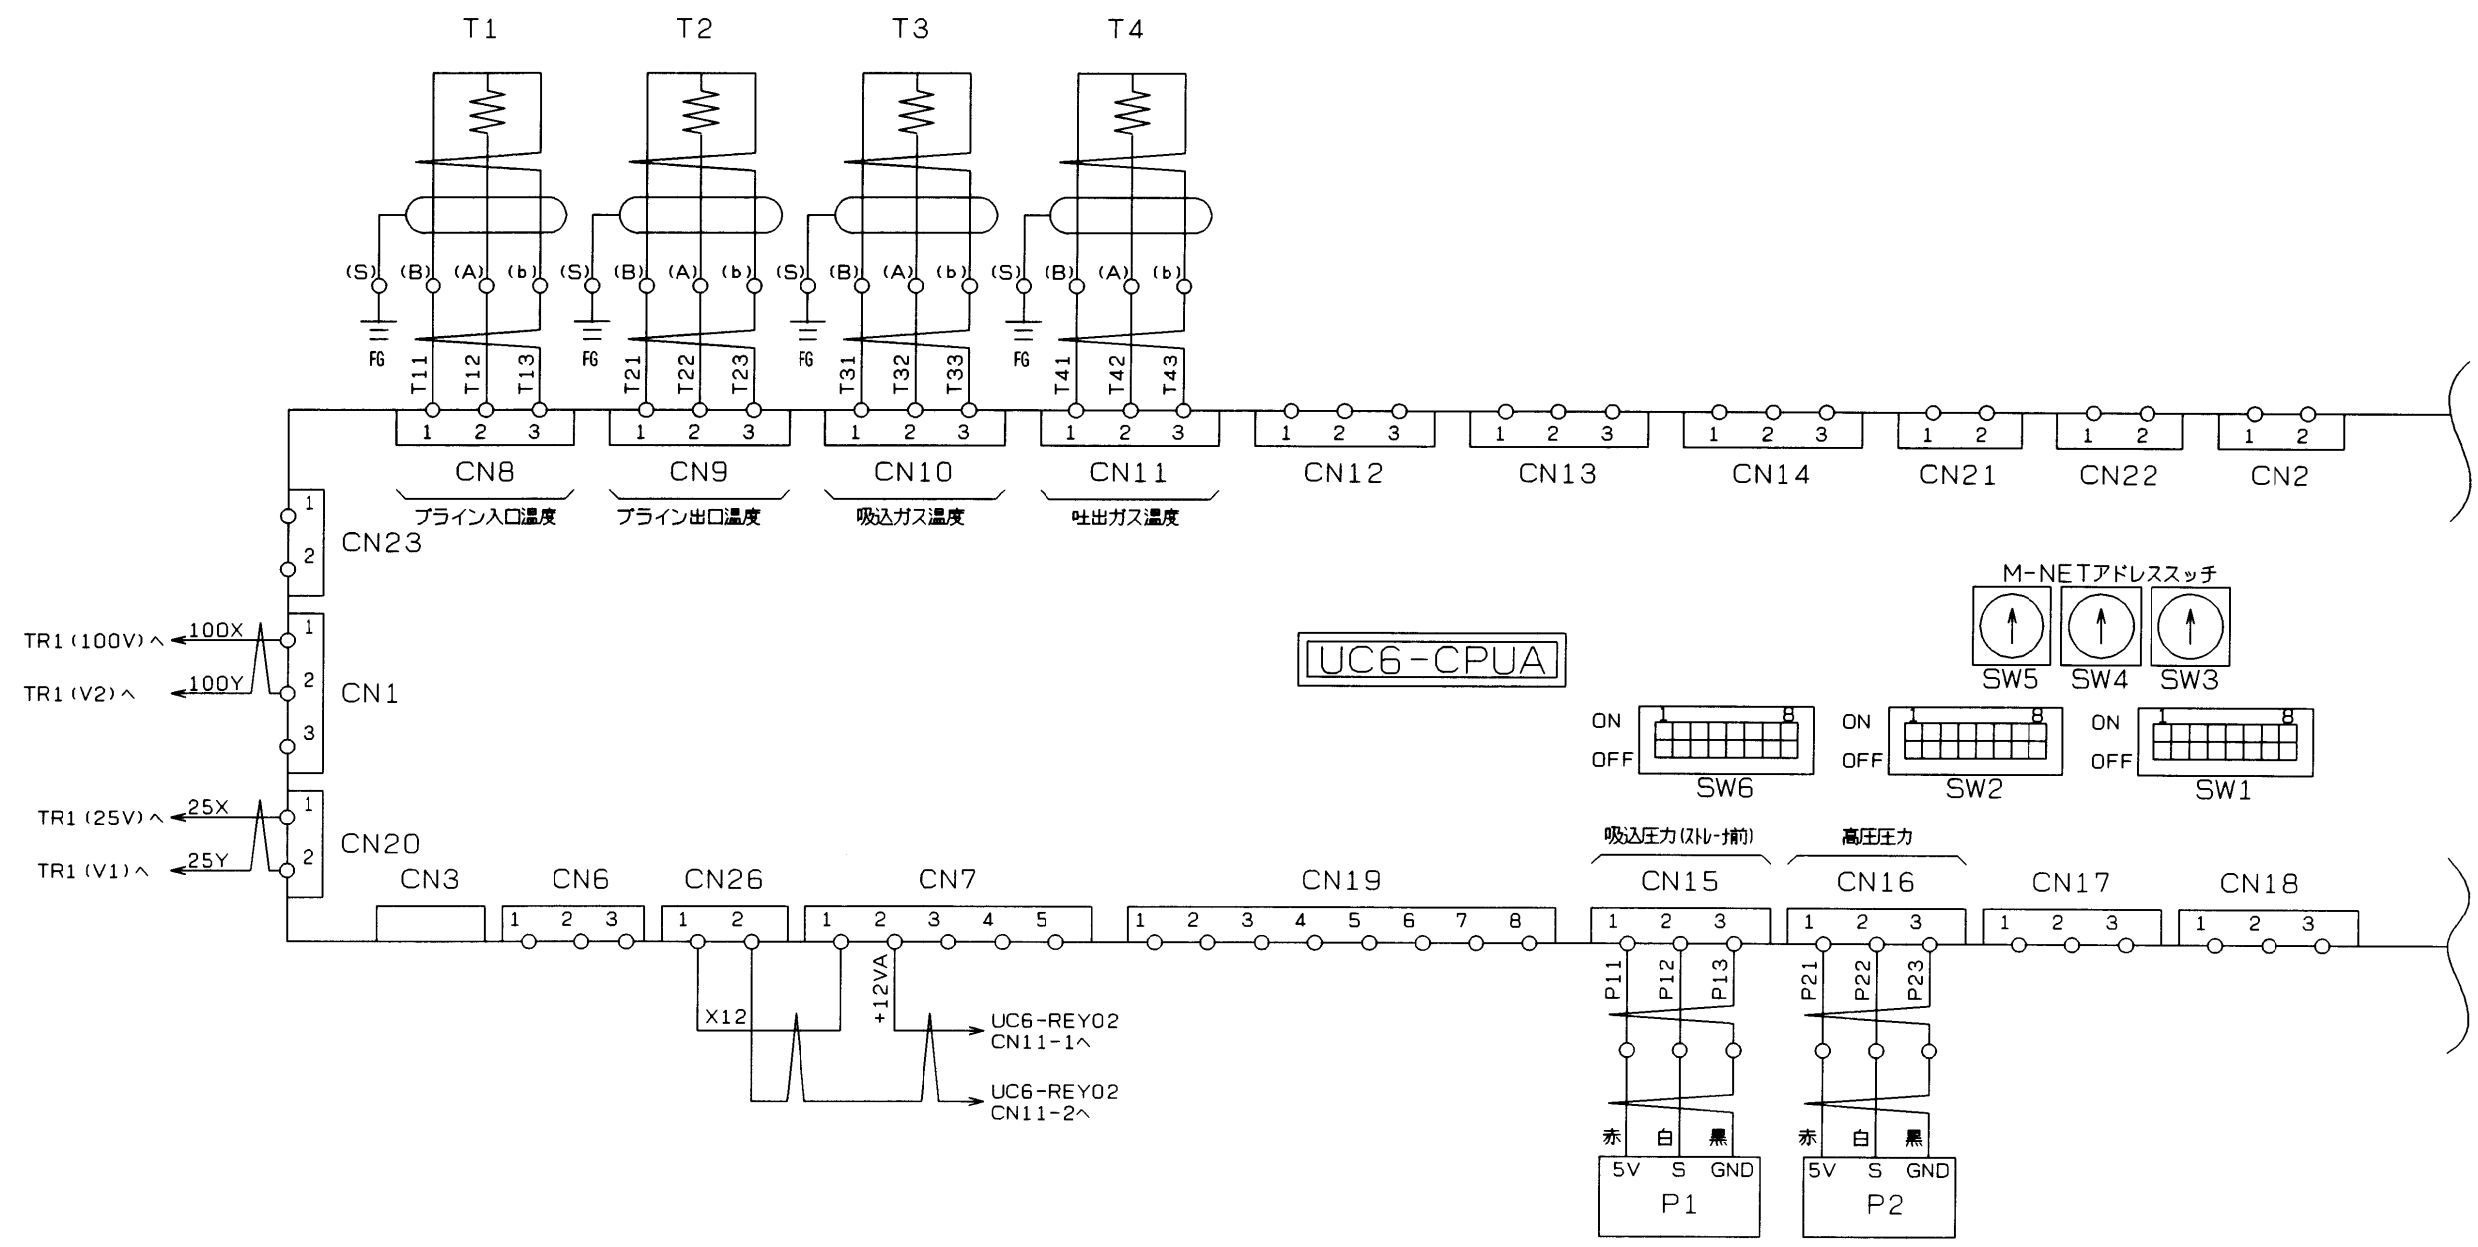 T1 T2 T3 T4
(S) (B) (A) (b) (S) (B) (A) (b) (S) (B) (A) (b) (S) (B) (A) (b)
FG FG FG FG
T11 T12 T13 T21 T22 T23 T31 T32 T33 T41 T42 T43
1 2 3 1 2 3 1 2 3 1 2 3 1 2 3 1 2 3 1 2 3 1 2 1 2 1 2
CN8 CN9 CN10 CN11 CN12 CN13 CN14 CN21 CN22 CN2
ブライン入口温度 ブライン出口温度 吸込ガス温度 吐出ガス温度
1
2
CN23
M-NETアドレススッチ
SW5 SW4 SW3
UC6-CPUA
TR1(100V)へ 100X 1
TR1(V2)へ 100Y 2
3
CN1
ON 1 8 ON 1 8 ON 1 8
OFF OFF OFF
SW6 SW2 SW1
TR1(25V)へ 25X 1
TR1(V1)へ 25Y 2
CN20
吸込圧力(ストレーナ前) 高圧圧力
CN3 CN6 CN26 CN7 CN19 CN15 CN16 CN17 CN18
1 2 3 1 2 1 2 3 4 5 1 2 3 4 5 6 7 8 1 2 3 1 2 3 1 2 3 1 2 3
+12VA P11 P12 P13 P21 P22 P23
X12
UC6-REY02
CN11-1へ
UC6-REY02
CN11-2へ
赤 白 黒 赤 白 黒
5V S GND 5V S GND
P1 P2